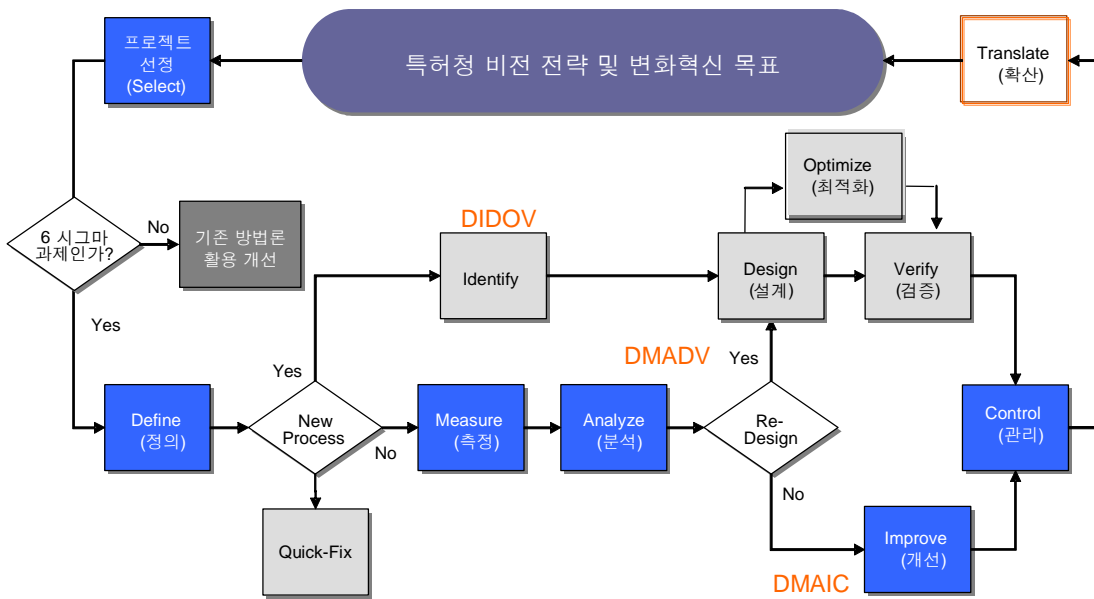 프로젝트
선정
(Select)
특허청 비전 전략 및 변화혁신 목표
Translate
(확산)
Optimize
(최적화)
6 시그마
과제인가?
No
기존 방법론
활용 개선
DIDOV
Identify
Design
(설계)
Verify
(검증)
Yes
Yes
DMADV
Yes
Define
(정의)
New
Process
No
Measure
(측정)
Analyze
(분석)
Re-
Design
Control
(관리)
No
Quick-Fix
Improve
(개선)
DMAIC